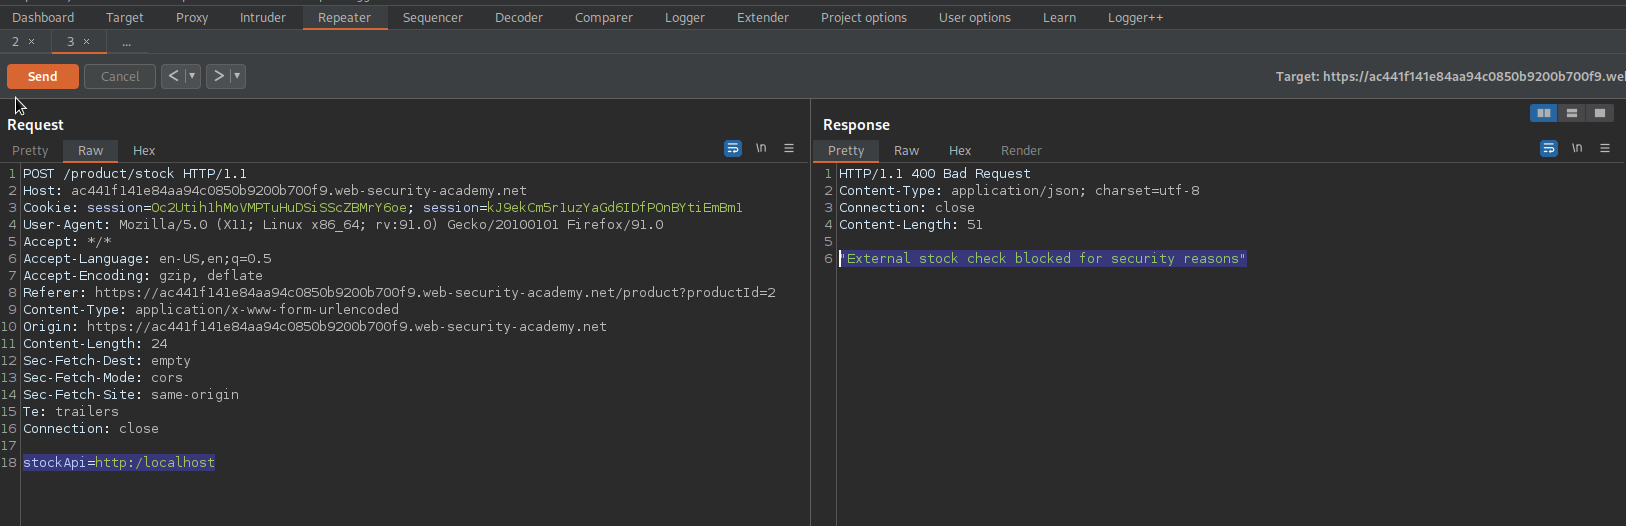 Dashboard Target Proxy Intruder Repeater Sequencer Decoder Comparer Logger Extender Project options User options Learn Logger++
2 × 3 × ...
Send Cancel < > Target: https://ac441f141e84aa94c0850b9200b700f9.we
Request
Pretty Raw Hex \n
1 POST /product/stock HTTP/1.1
2 Host: ac441f141e84aa94c0850b9200b700f9.web-security-academy.net
3 Cookie: session=Oc2Utih1hMoVMPTuHuDSiSScZBMrY6oe; session=kJ9ekCm5r1uzYaGd6IDfPOnBYtiEmBm1
4 User-Agent: Mozilla/5.0 (X11; Linux x86_64; rv:91.0) Gecko/20100101 Firefox/91.0
5 Accept: */*
6 Accept-Language: en-US,en;q=0.5
7 Accept-Encoding: gzip, deflate
8 Referer: https://ac441f141e84aa94c0850b9200b700f9.web-security-academy.net/product?productId=2
9 Content-Type: application/x-www-form-urlencoded
10 Origin: https://ac441f141e84aa94c0850b9200b700f9.web-security-academy.net
11 Content-Length: 24
12 Sec-Fetch-Dest: empty
13 Sec-Fetch-Mode: cors
14 Sec-Fetch-Site: same-origin
15 Te: trailers
16 Connection: close
17
18 stockApi=http:/localhost
Response
Pretty Raw Hex Render \n
1 HTTP/1.1 400 Bad Request
2 Content-Type: application/json; charset=utf-8
3 Connection: close
4 Content-Length: 51
5
6 "External stock check blocked for security reasons"